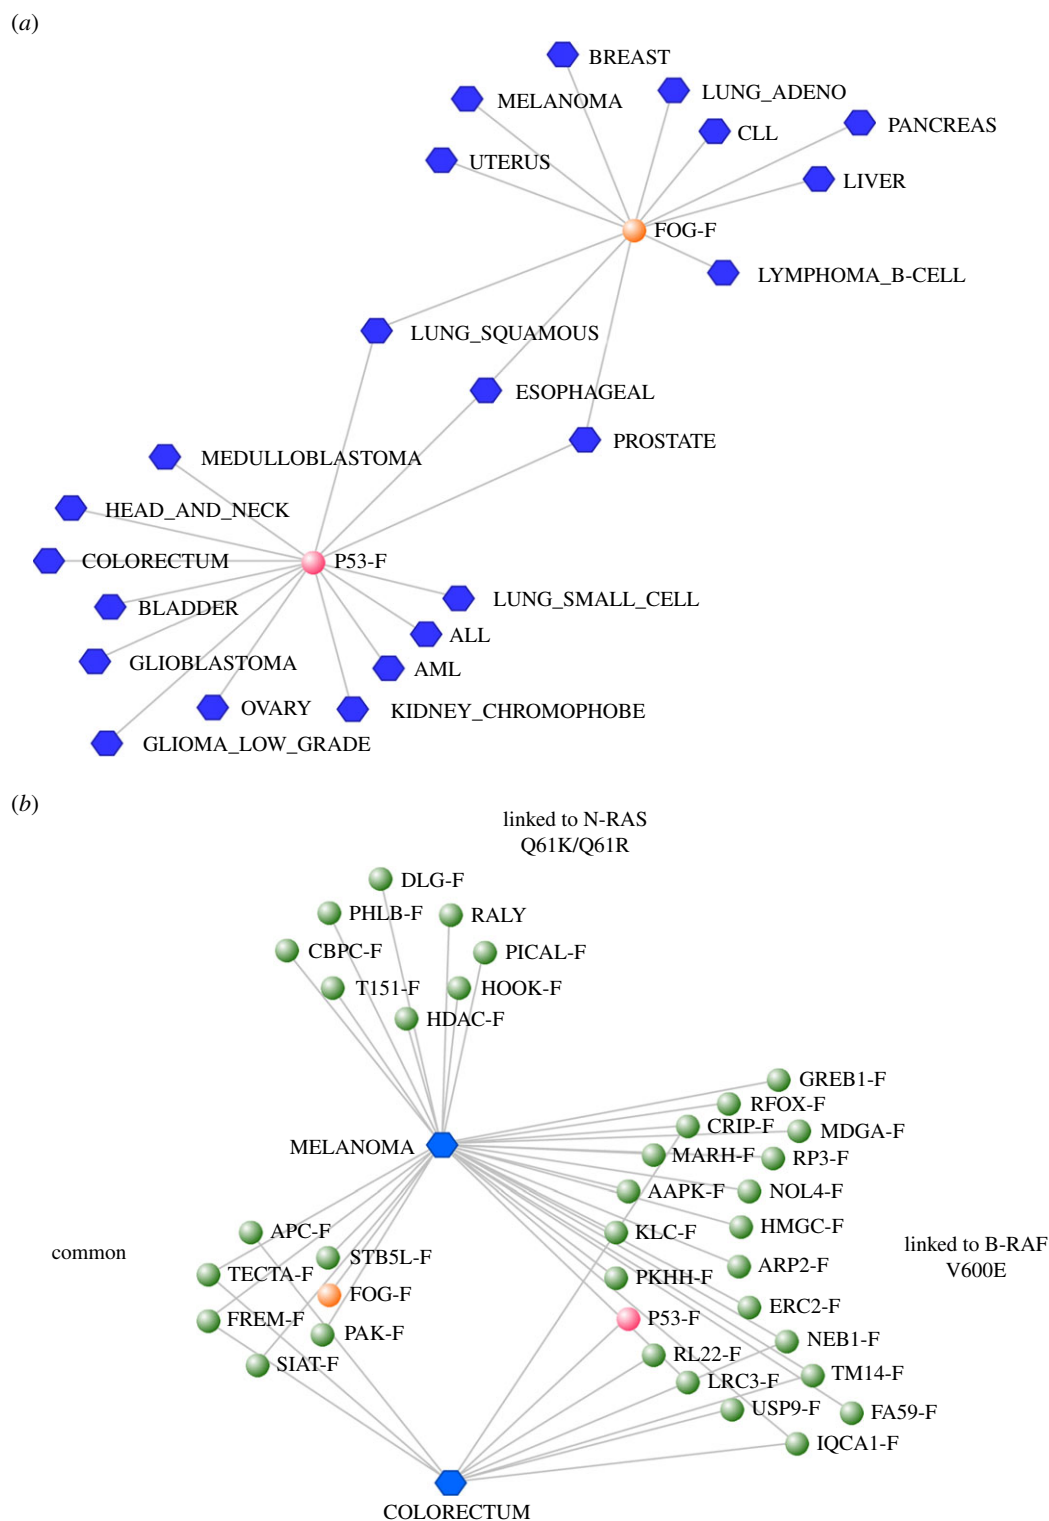 (a)
BREAST
MELANOMA
LUNG_ADENO
CLL
PANCREAS
UTERUS
LIVER
FOG-F
LYMPHOMA_B-CELL
LUNG_SQUAMOUS
ESOPHAGEAL
PROSTATE
MEDULLOBLASTOMA
HEAD_AND_NECK
COLORECTUM
P53-F
BLADDER
LUNG_SMALL_CELL
ALL
GLIOBLASTOMA
AML
OVARY
KIDNEY_CHROMOPHOBE
GLIOMA_LOW_GRADE
(b)
linked to N-RAS
Q61K/Q61R
DLG-F
PHLB-F
RALY
CBPC-F
PICAL-F
T151-F
HOOK-F
HDAC-F
GREB1-F
RFOX-F
CRIP-F
MDGA-F
MELANOMA
MARH-F
RP3-F
AAPK-F
NOL4-F
HMGC-F
KLC-F
APC-F
common
STB5L-F
linked to B-RAF
V600E
ARP2-F
TECTA-F
PKHH-F
FOG-F
ERC2-F
FREM-F
P53-F
PAK-F
NEB1-F
RL22-F
SIAT-F
TM14-F
LRC3-F
USP9-F
FA59-F
IQCA1-F
COLORECTUM